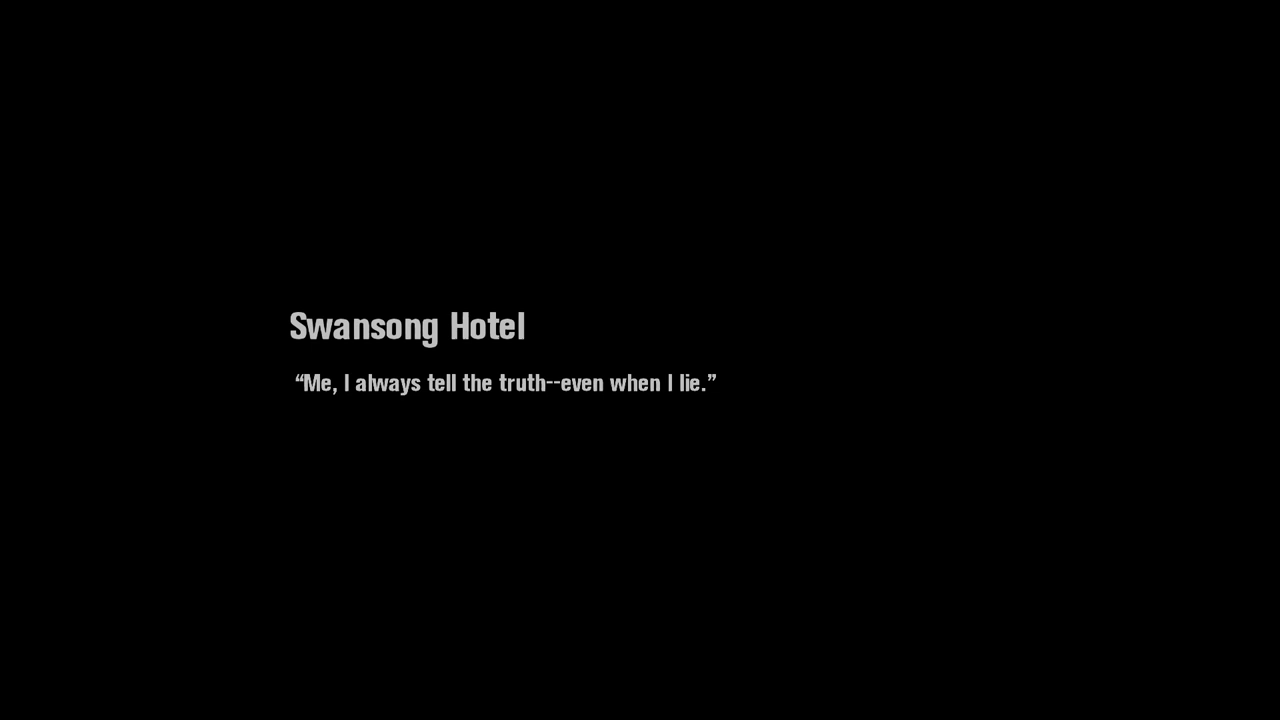 Swansong Hotel
“Me, I always tell the truth--even when I lie.”